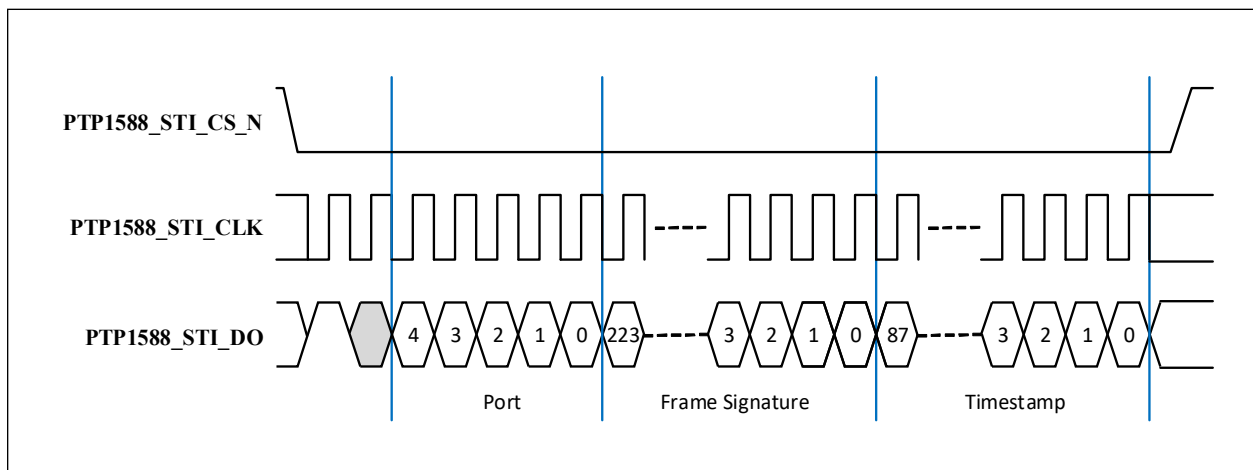 PTP1588_STI_CS_N
PTP1588_STI_CLK
PTP1588_STI_DO
4 3 2 1 0 223 3 2 1 0 87 3 2 1 0
Port Frame Signature Timestamp